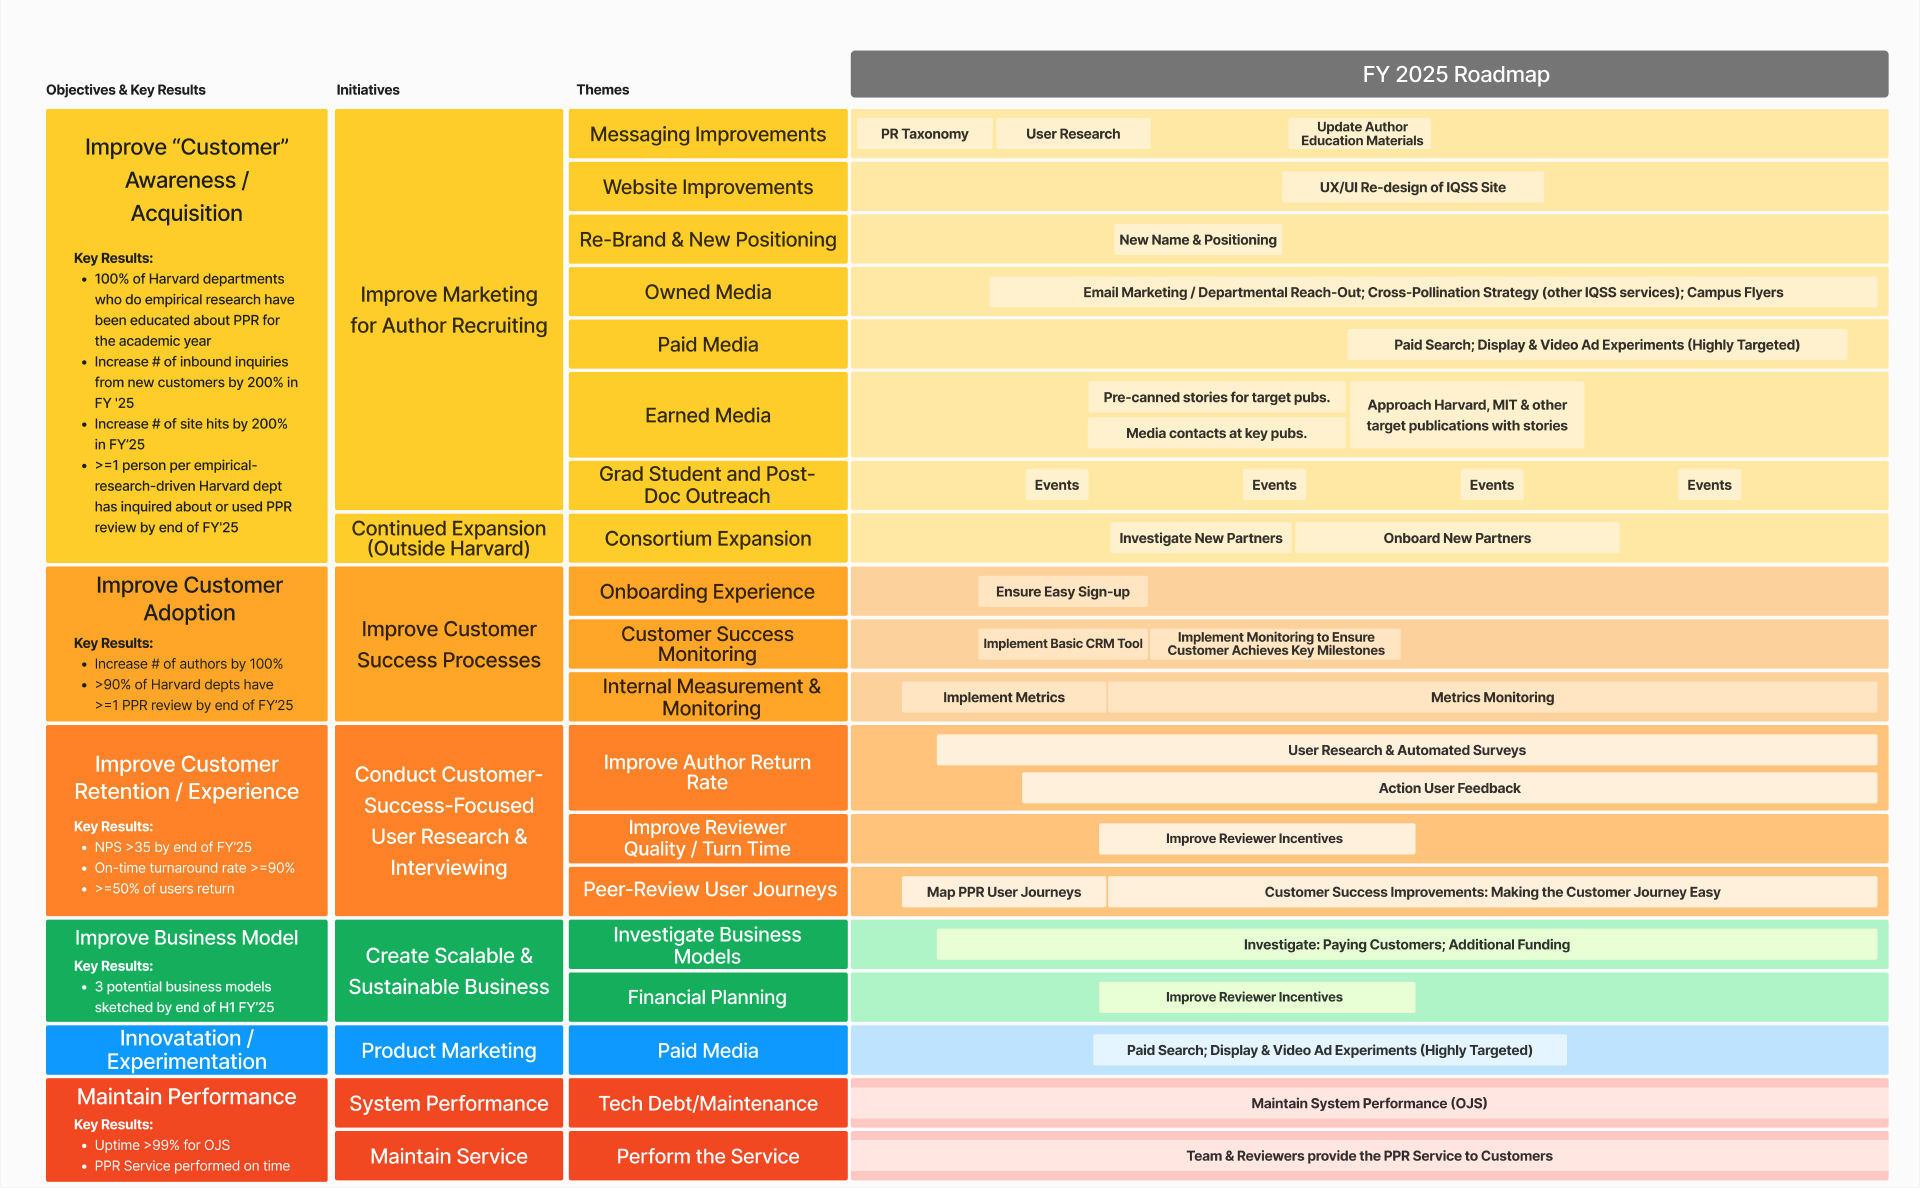 FY 2025 Roadmap
Objectives & Key Results
Initiatives
Themes
Improve “Customer”
Awareness /
Acquisition
Key Results:
• 100% of Harvard departments
who do empirical research have
been educated about PPR for
the academic year
• Increase # of inbound inquiries
from new customers by 200% in
FY '25
• Increase # of site hits by 200%
in FY’25
• >=1 person per empirical-
research-driven Harvard dept
has inquired about or used PPR
review by end of FY'25
Improve Marketing
for Author Recruiting
Messaging Improvements
PR Taxonomy
User Research
Update Author
Education Materials
Website Improvements
UX/UI Re-design of IQSS Site
Re-Brand & New Positioning
New Name & Positioning
Owned Media
Email Marketing / Departmental Reach-Out; Cross-Pollination Strategy (other IQSS services); Campus Flyers
Paid Media
Paid Search; Display & Video Ad Experiments (Highly Targeted)
Earned Media
Pre-canned stories for target pubs.
Media contacts at key pubs.
Approach Harvard, MIT & other
target publications with stories
Grad Student and Post-
Doc Outreach
Events
Events
Events
Events
Continued Expansion
(Outside Harvard)
Consortium Expansion
Investigate New Partners
Onboard New Partners
Improve Customer
Adoption
Key Results:
• Increase # of authors by 100%
• >90% of Harvard depts have
>=1 PPR review by end of FY’25
Improve Customer
Success Processes
Onboarding Experience
Ensure Easy Sign-up
Customer Success
Monitoring
Implement Basic CRM Tool
Implement Monitoring to Ensure
Customer Achieves Key Milestones
Internal Measurement &
Monitoring
Implement Metrics
Metrics Monitoring
Improve Customer
Retention / Experience
Key Results:
• NPS >35 by end of FY’25
• On-time turnaround rate >=90%
• >=50% of users return
Conduct Customer-
Success-Focused
User Research &
Interviewing
Improve Author Return
Rate
User Research & Automated Surveys
Action User Feedback
Improve Reviewer
Quality / Turn Time
Improve Reviewer Incentives
Peer-Review User Journeys
Map PPR User Journeys
Customer Success Improvements: Making the Customer Journey Easy
Improve Business Model
Key Results:
• 3 potential business models
sketched by end of H1 FY’25
Create Scalable &
Sustainable Business
Investigate Business
Models
Investigate: Paying Customers; Additional Funding
Financial Planning
Improve Reviewer Incentives
Innovatation /
Experimentation
Product Marketing
Paid Media
Paid Search; Display & Video Ad Experiments (Highly Targeted)
Maintain Performance
Key Results:
• Uptime >99% for OJS
• PPR Service performed on time
System Performance
Tech Debt/Maintenance
Maintain System Performance (OJS)
Maintain Service
Perform the Service
Team & Reviewers provide the PPR Service to Customers